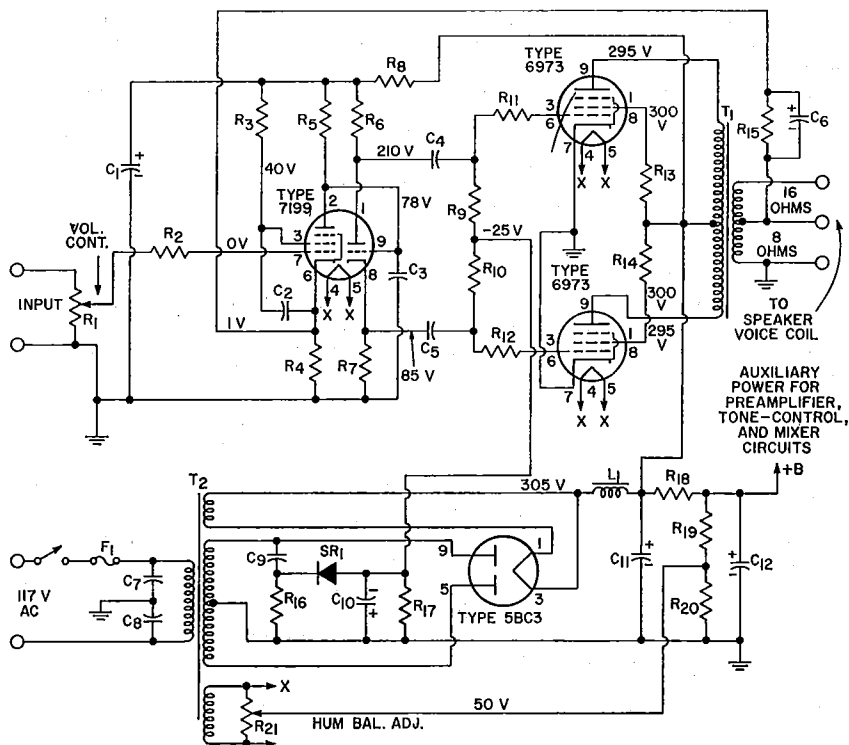 R8
TYPE
6973
295 V
9
R3
R5
R6
R11
3
6
1
8
300
V
T1
R15
+
-
C6
C4
210 V
7
4
5
X
X
R13
40 V
C1
+
-
TYPE
7199
2
1
78 V
R9
16
OHMS
VOL.
CONT.
R2
0V
3
7
9
-25 V
8
OHMS
6
4
5
8
C3
R10
TYPE
6973
R14
300
V
INPUT
R1
C2
X
X
9
295
V
TO
SPEAKER
VOICE COIL
1 V
R4
R7
C5
85 V
R12
3
6
1
8
7
4
5
X
X
AUXILIARY
POWER FOR
PREAMPLIFIER,
TONE-CONTROL,
AND MIXER
CIRCUITS
+B
T2
305 V
L1
R18
F1
C9
SR1
9
1
R19
C7
C11
+
-
+
-
C12
117 V
AC
5
3
C8
R16
C10
-
+
R17
TYPE 5BC3
R20
X
50 V
R21
HUM BAL. ADJ.